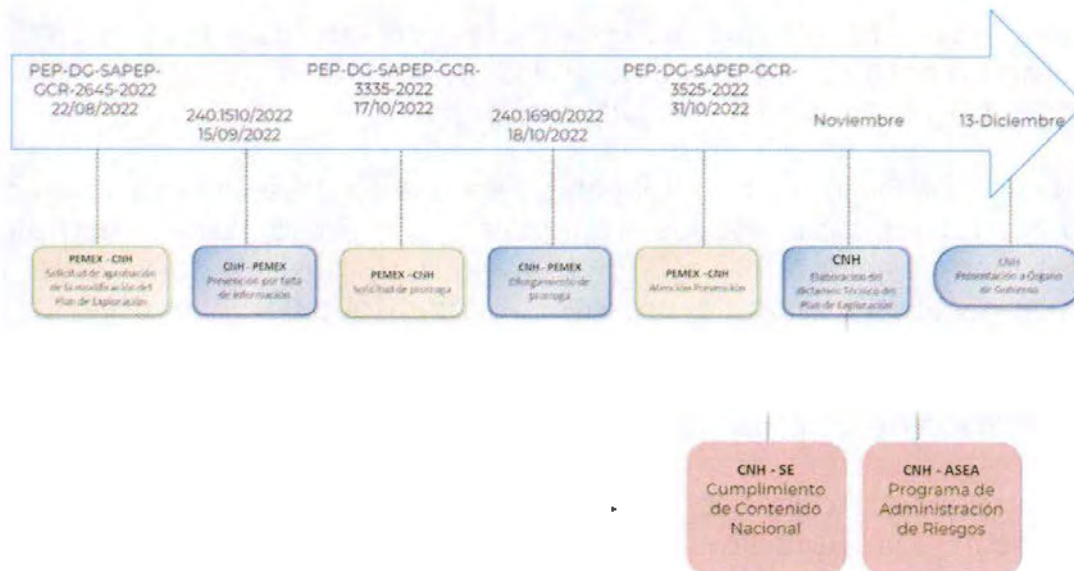 PEP-DG-SAPEP-
GCR-2645-2022
22/08/2022
240.1510/2022
15/09/2022
PEP-DG-SAPEP-GCR-
3335-2022
17/10/2022
240.1690/2022
18/10/2022
PEP-DG-SAPEP-GCR-
3525-2022
31/10/2022
Noviembre
13-Diciembre
PEMEX - CNH
Solicitud de aprobación
de la modificación del
Plan de Exploración
CNH - PEMEX
Prevención por falta
de información
PEMEX - CNH
Solicitud de prorroga
CNH - PEMEX
Otorgamiento de
prorroga
PEMEX - CNH
Atención Prevención
CNH
Elaboración del
dictamen Técnico del
Plan de Exploración
CNH
Presentación a Órgano
de Gobierno
CNH - SE
Cumplimiento
de Contenido
Nacional
CNH - ASEA
Programa de
Administración
de Riesgos